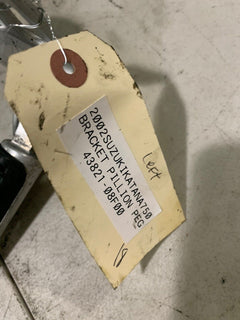 2002SUZUKIKATANA750
BRACKET PILLION PEG
43821-08F00
Left